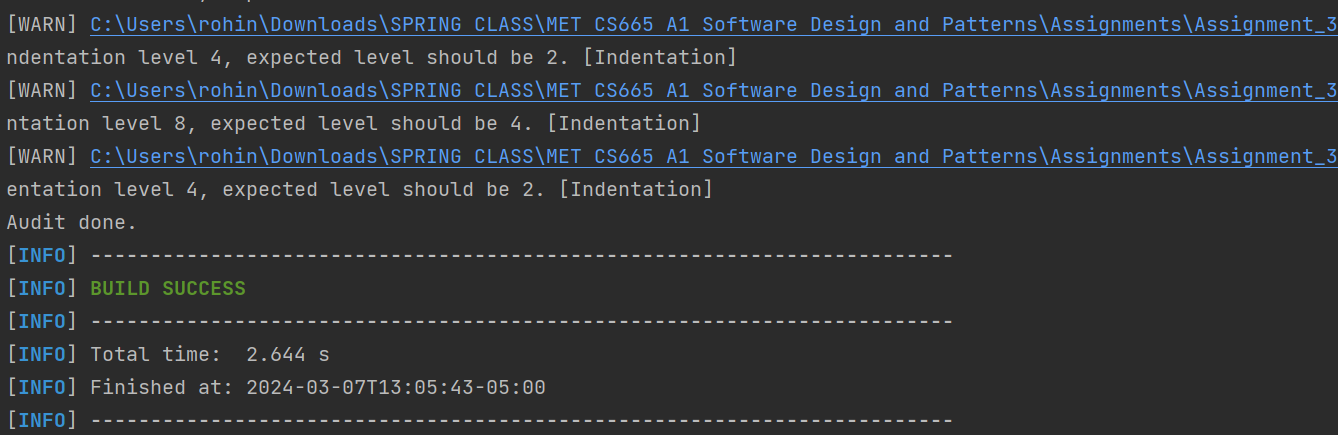 [WARN] C:\Users\rohin\Downloads\SPRING CLASS\MET CS665 A1 Software Design and Patterns\Assignments\Assignment_3
ndentation level 4, expected level should be 2. [Indentation]
[WARN] C:\Users\rohin\Downloads\SPRING CLASS\MET CS665 A1 Software Design and Patterns\Assignments\Assignment_3
ntation level 8, expected level should be 4. [Indentation]
[WARN] C:\Users\rohin\Downloads\SPRING CLASS\MET CS665 A1 Software Design and Patterns\Assignments\Assignment_3
entation level 4, expected level should be 2. [Indentation]
Audit done.
[INFO] ------------------------------------------------------------------------
[INFO] BUILD SUCCESS
[INFO] ------------------------------------------------------------------------
[INFO] Total time:  2.644 s
[INFO] Finished at: 2024-03-07T13:05:43-05:00
[INFO] ------------------------------------------------------------------------